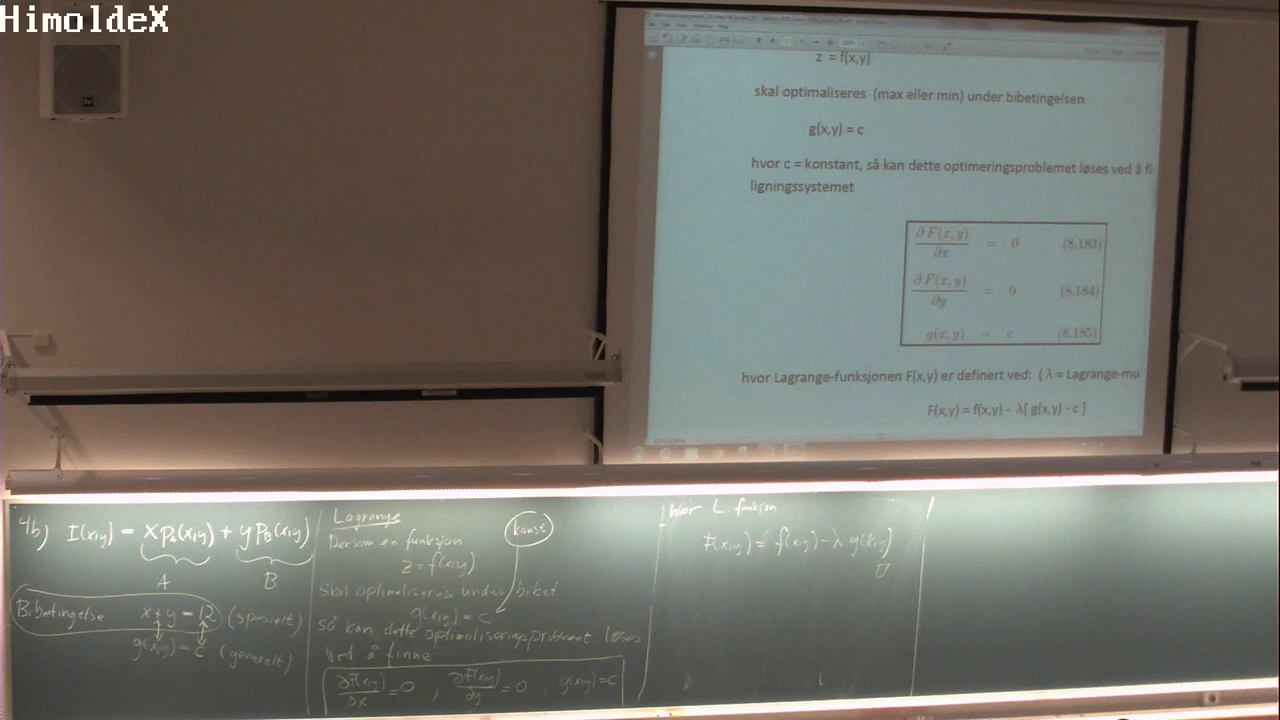 HimoldeX
z = f(x,y)
skal optimaliseres (max eller min) under bibetingelsen
g(x,y) = c
hvor c = konstant, så kan dette optimeringsproblemet løses ved å fi
ligningssystemet
∂F(x,y)/∂x = 0 (8.183)
∂F(x,y)/∂y = 0 (8.184)
g(x,y) = c (8.185)
hvor Lagrange-funksjonen F(x,y) er definert ved: (λ = Lagrange-mu
F(x,y) = f(x,y) - λ[ g(x,y) - c ]
4b) I(x,y) = x PA(x,y) + y PB(x,y)
A B
Bibetingelse x + y = 12 (spesielt)
g(x,y) = c (generelt)
Lagrange
konst
Dersom en funksjon
z = f(x,y)
skal optimaliseres under bibet
g(x,y) = c
så kan dette optimaliseringsproblemet løses
ved å finne
∂F(x,y)/∂x = 0 , ∂F(x,y)/∂y = 0 , g(x,y) = c
hvor L funksjon
F(x,y) = f(x,y) - λ g(x,y)